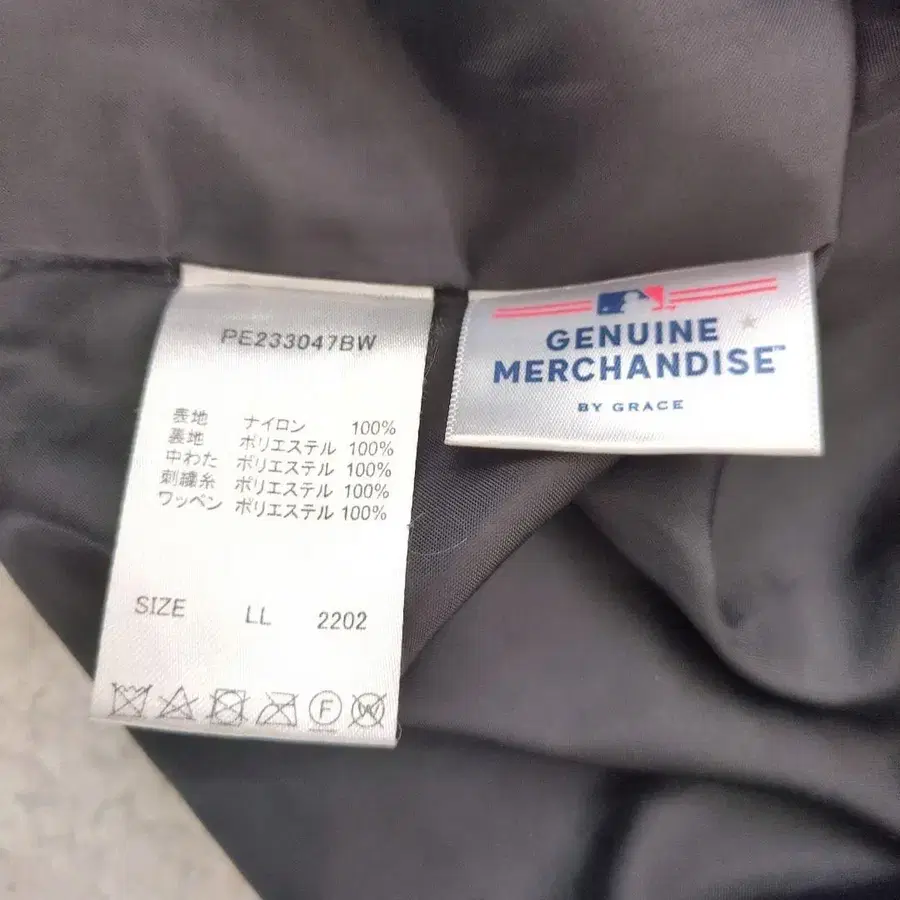 PE233047BW
表地 ナイロン 100%
裏地 ポリエステル 100%
中わた ポリエステル 100%
刺繍糸 ポリエステル 100%
ワッペン ポリエステル 100%
SIZE LL 2202
F
W
GENUINE
MERCHANDISE™
BY GRACE